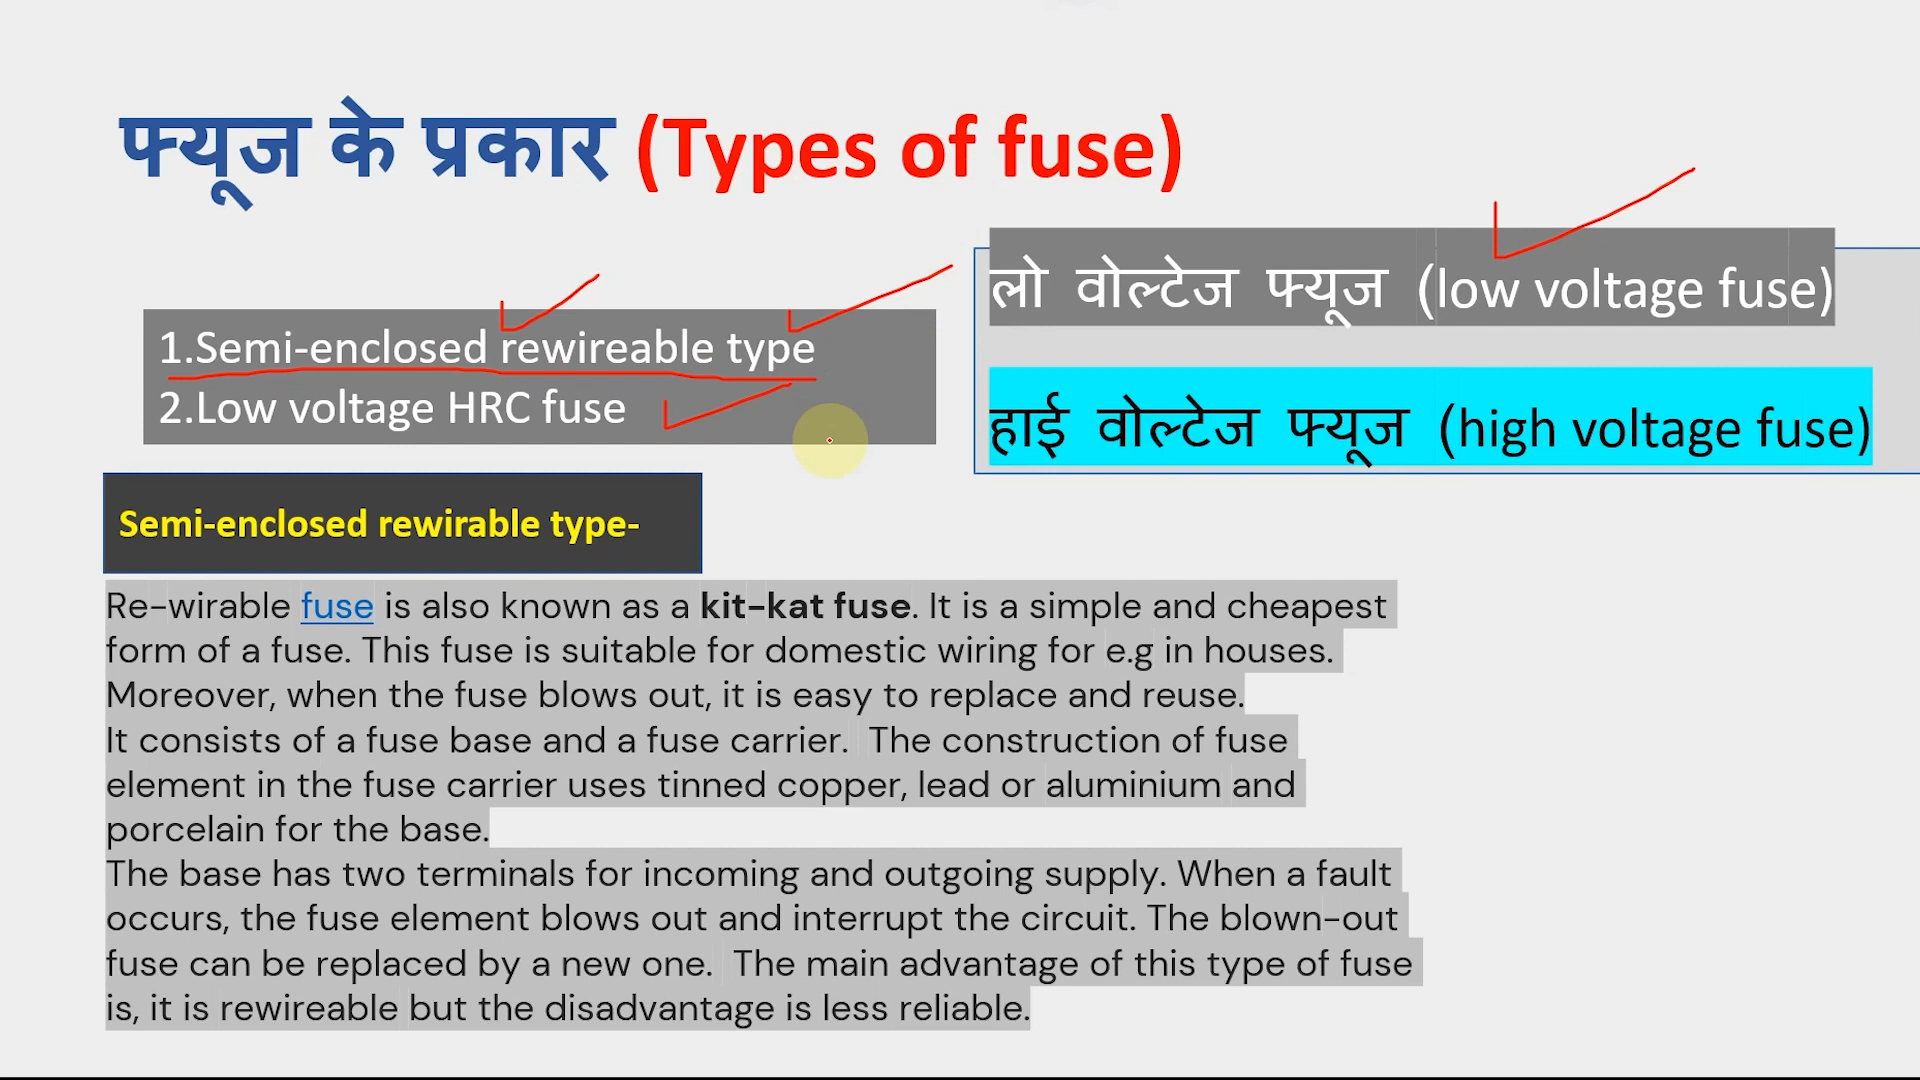 फ्यूज के प्रकार (Types of fuse)
1.Semi-enclosed rewireable type
2.Low voltage HRC fuse
लो वोल्टेज फ्यूज (low voltage fuse)
हाई वोल्टेज फ्यूज (high voltage fuse)
Semi-enclosed rewirable type-
Re-wirable fuse is also known as a kit-kat fuse. It is a simple and cheapest
form of a fuse. This fuse is suitable for domestic wiring for e.g in houses.
Moreover, when the fuse blows out, it is easy to replace and reuse.
It consists of a fuse base and a fuse carrier. The construction of fuse
element in the fuse carrier uses tinned copper, lead or aluminium and
porcelain for the base.
The base has two terminals for incoming and outgoing supply. When a fault
occurs, the fuse element blows out and interrupt the circuit. The blown-out
fuse can be replaced by a new one. The main advantage of this type of fuse
is, it is rewireable but the disadvantage is less reliable.